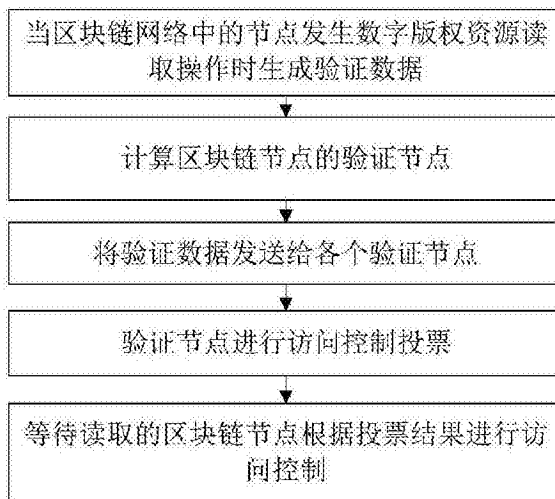 当区块链网络中的节点发生数字版权资源读
取操作时生成验证数据
计算区块链节点的验证节点
将验证数据发送给各个验证节点
验证节点进行访问控制投票
等待读取的区块链节点根据投票结果进行访
问控制